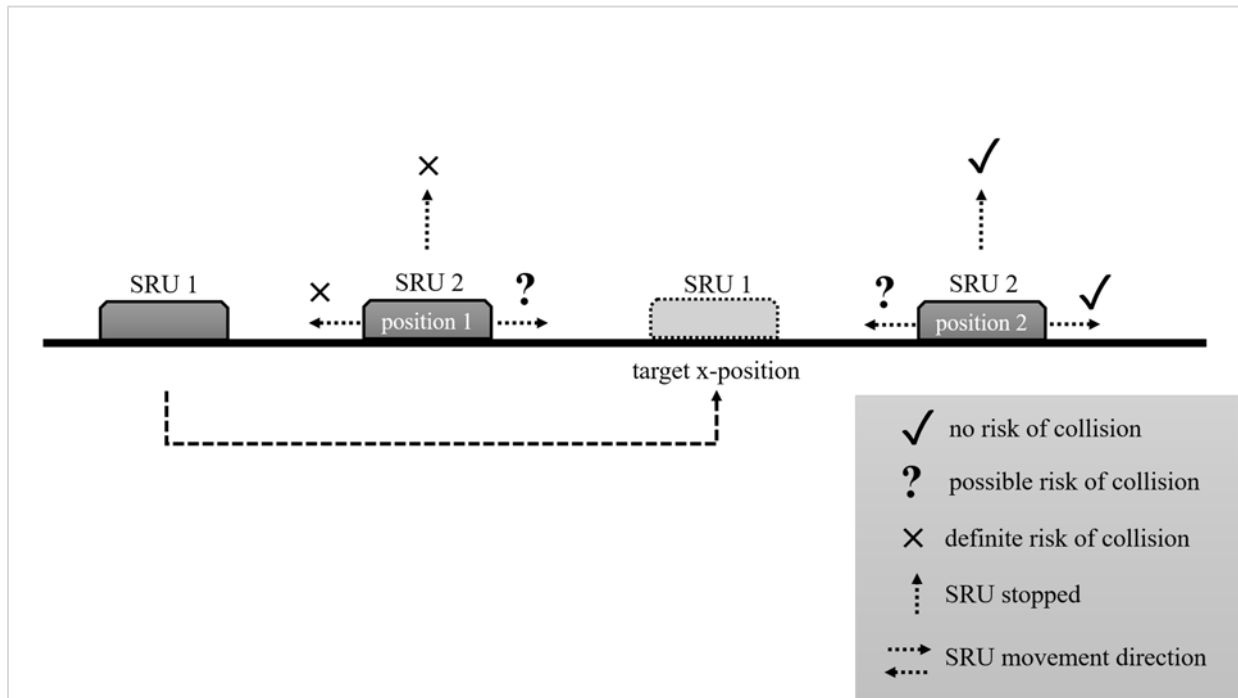 SRU 1
SRU 2
position 1
?
SRU 1
target x-position
?
SRU 2
position 2
no risk of collision
? possible risk of collision
definite risk of collision
SRU stopped
SRU movement direction